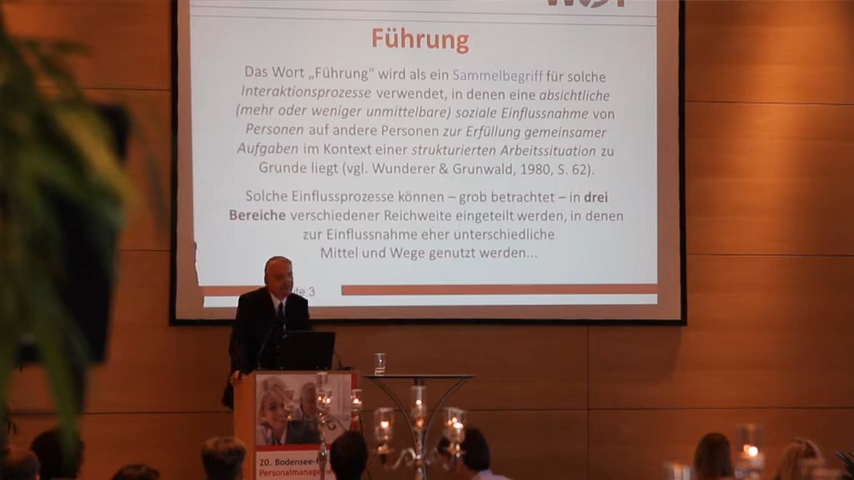 Führung
Das Wort „Führung“ wird als ein Sammelbegriff für solche
Interaktionsprozesse verwendet, in denen eine absichtliche
(mehr oder weniger unmittelbare) soziale Einflussnahme von
Personen auf andere Personen zur Erfüllung gemeinsamer
Aufgaben im Kontext einer strukturierten Arbeitssituation zu
Grunde liegt (vgl. Wunderer & Grunwald, 1980, S. 62).
Solche Einflussprozesse können – grob betrachtet – in drei
Bereiche verschiedener Reichweite eingeteilt werden, in denen
zur Einflussnahme eher unterschiedliche
Mittel und Wege genutzt werden...
3
20. Bodensee-